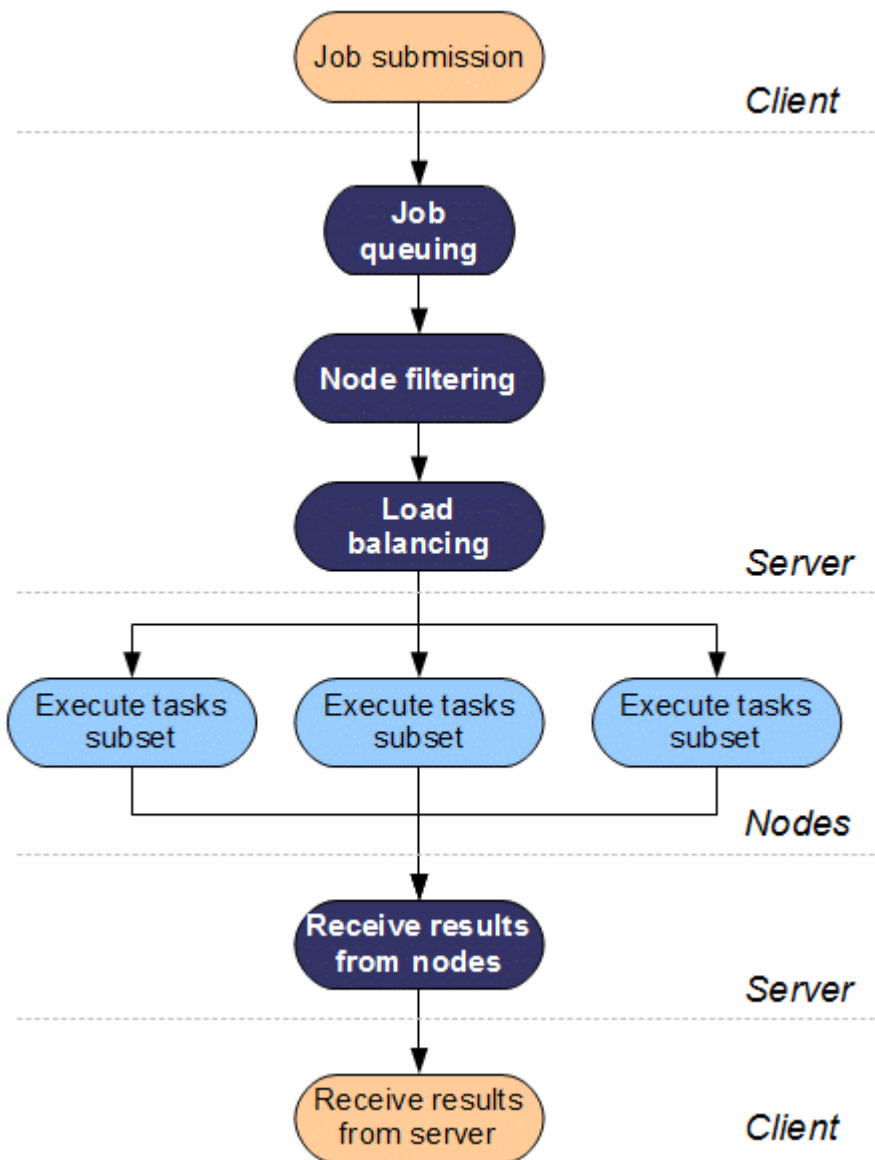 Job submission
Client
Job
queuing
Node filtering
Load
balancing
Server
Execute tasks
subset
Execute tasks
subset
Execute tasks
subset
Nodes
Receive results
from nodes
Server
Receive results
from server
Client